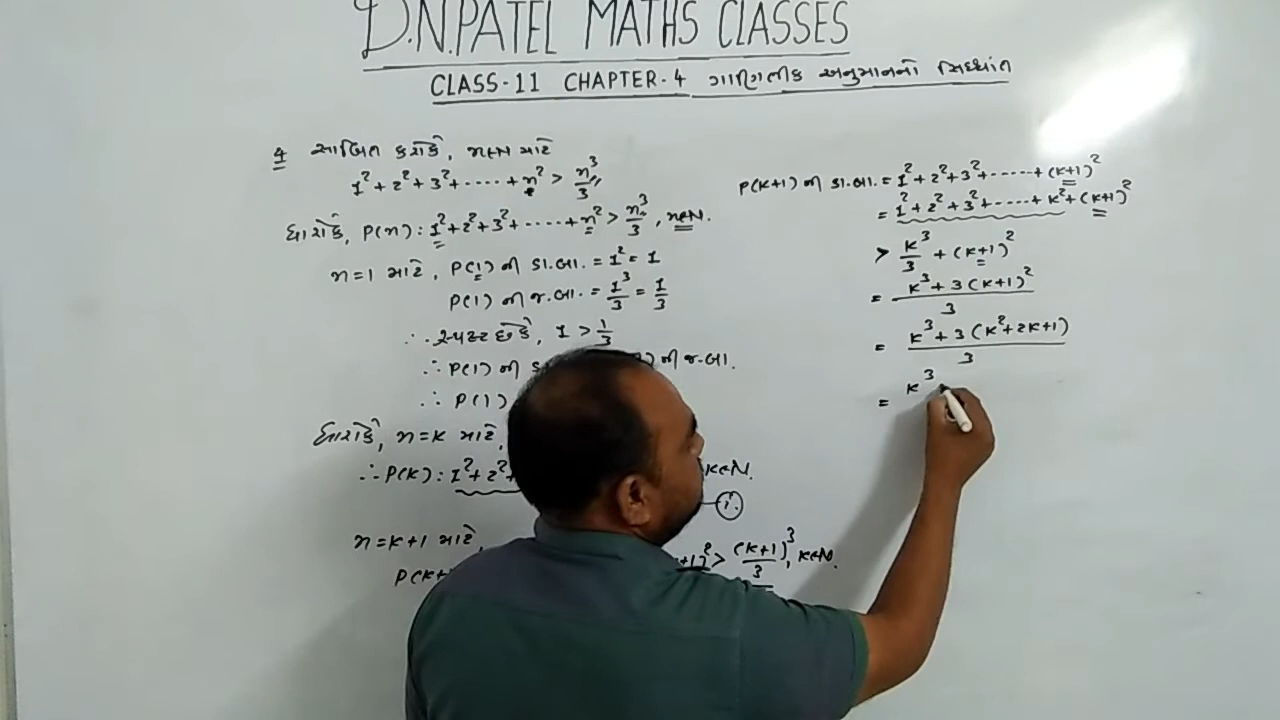 D.N.PATEL MATHS CLASSES
CLASS-11 CHAPTER-4 ગાણિતીક અનુમાનનો સિધ્ધાંત
4 સાબિત કરોકે, n∈N માટે
1² + 2² + 3² + ..... + n² > n³/3
ધારોકે, P(n) : 1² + 2² + 3² + ..... + n² > n³/3 , n∈N.
n = 1 માટે, P(1) ની ડા.બા. = 1² = 1
P(1) ની જ.બા. = 1³/3 = 1/3
∴ સ્પષ્ટ છેકે, 1 > 1/3
∴ P(1) ની ની જ.બા.
∴ P(1)
ધારોકે, n = k માટે,
∴ P(k) : 1² + 2² + k∈N.
(i)
n = k+1 માટે,
P(k+ +1)² > (k+1)³/3 , k∈N.
P(k+1) ની ડા.બા. = 1² + 2² + 3² + ..... + (k+1)²
= 1² + 2² + 3² + ..... + k² + (k+1)²
> k³/3 + (k+1)²
= k³ + 3(k+1)² / 3
= k³ + 3(k² + 2k + 1) / 3
= k³